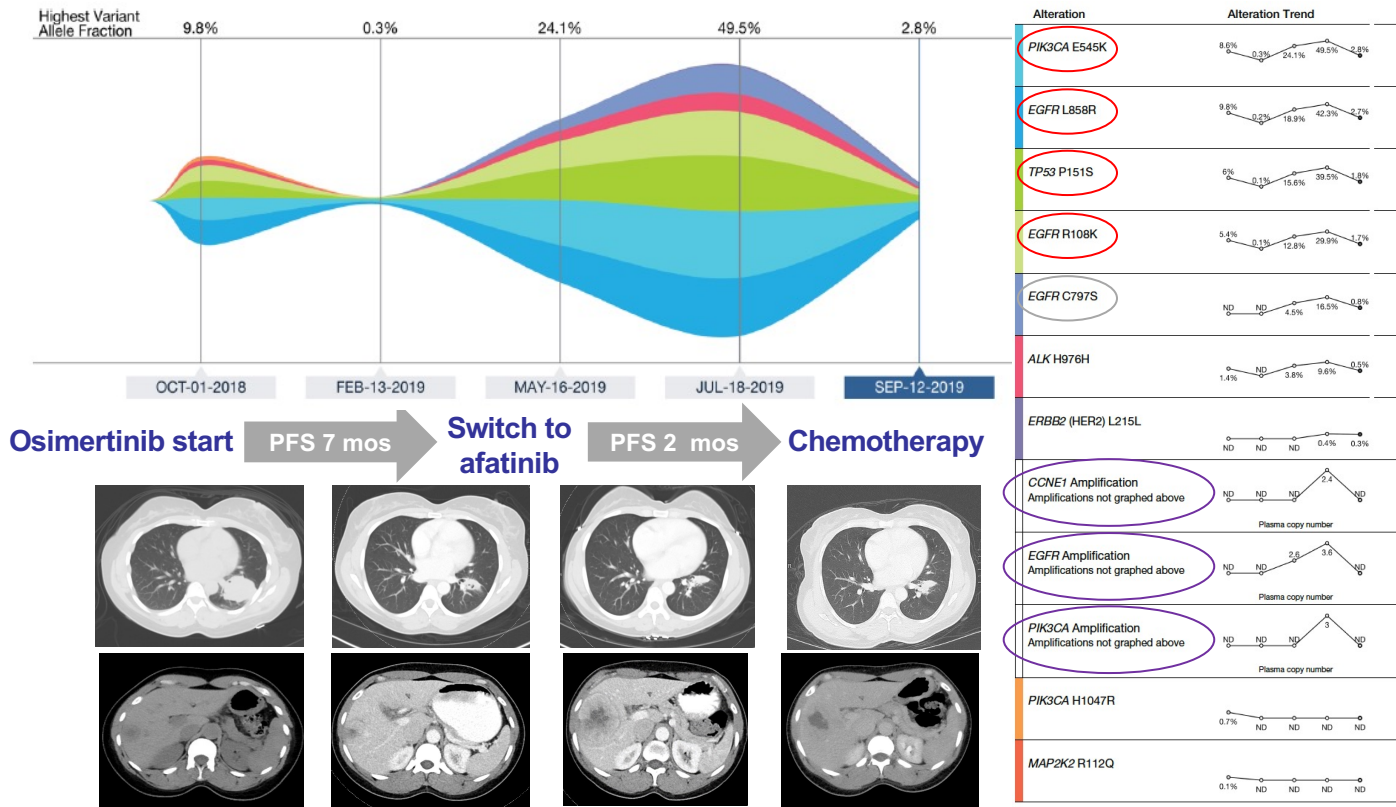 Highest Variant
Allele Fraction
9.8%
0.3%
24.1%
49.5%
2.8%
OCT-01-2018
FEB-13-2019
MAY-16-2019
JUL-18-2019
SEP-12-2019
Osimertinib start
PFS 7 mos
Switch to
afatinib
PFS 2 mos
Chemotherapy
Alteration
Alteration Trend
PIK3CA E545K
8.6%
0.3%
24.1%
49.5%
2.8%
EGFR L858R
9.8%
0.2%
18.9%
42.3%
2.7%
TP53 P151S
6%
0.1%
15.6%
39.5%
1.8%
EGFR R108K
5.4%
0.1%
12.8%
29.9%
1.7%
EGFR C797S
ND
ND
4.5%
16.5%
0.8%
ALK H976H
1.4%
ND
3.8%
9.6%
0.5%
ERBB2 (HER2) L215L
ND
ND
ND
0.4%
0.3%
CCNE1 Amplification
Amplifications not graphed above
ND
ND
ND
2.4
ND
Plasma copy number
EGFR Amplification
Amplifications not graphed above
ND
ND
2.6
3.6
ND
Plasma copy number
PIK3CA Amplification
Amplifications not graphed above
ND
ND
ND
3
ND
Plasma copy number
PIK3CA H1047R
0.7%
ND
ND
ND
ND
MAP2K2 R112Q
0.1%
ND
ND
ND
ND